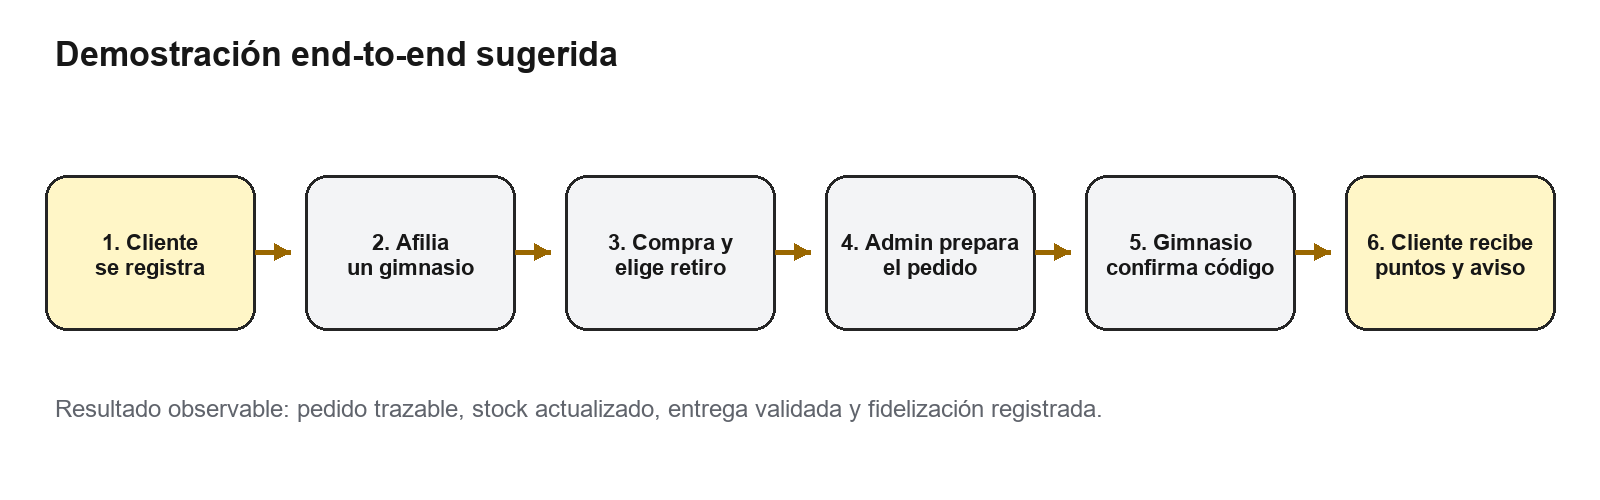 Demostración end-to-end sugerida
1. Cliente
se registra
2. Afilia
un gimnasio
3. Compra y
elige retiro
4. Admin prepara
el pedido
5. Gimnasio
confirma código
6. Cliente recibe
puntos y aviso
Resultado observable: pedido trazable, stock actualizado, entrega validada y fidelización registrada.